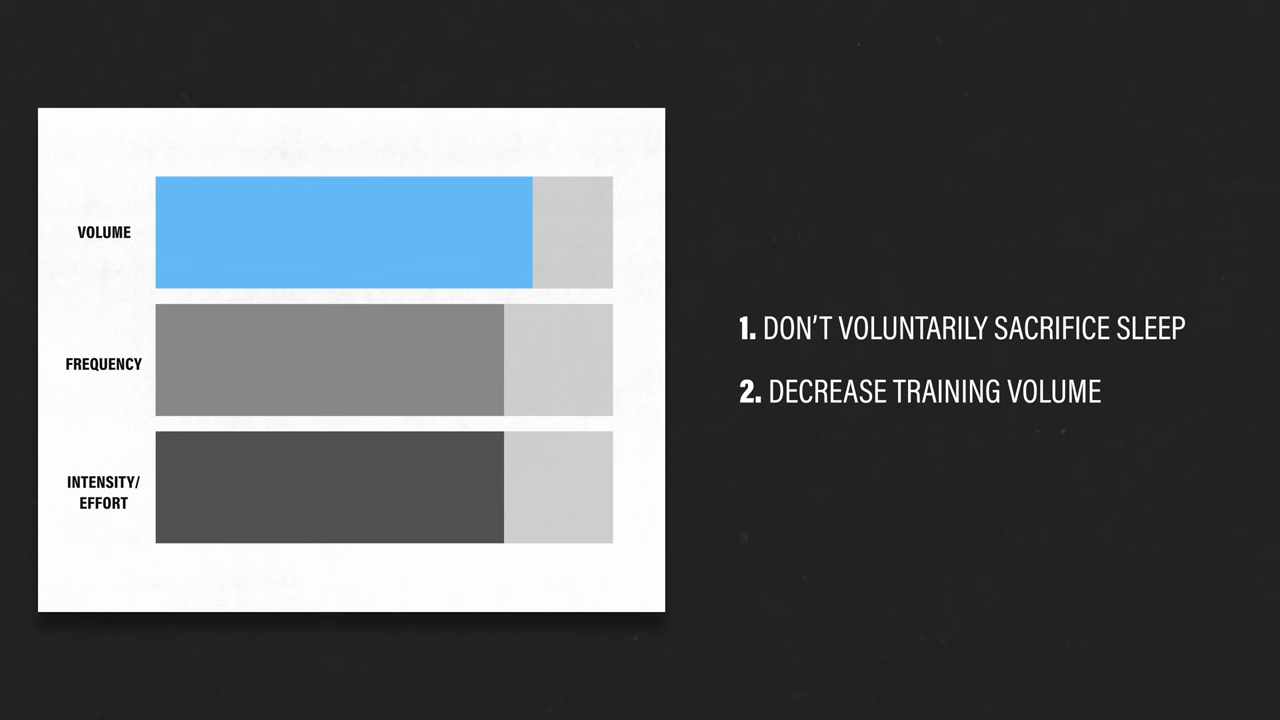 VOLUME
FREQUENCY
INTENSITY/
EFFORT
1. DON'T VOLUNTARILY SACRIFICE SLEEP
2. DECREASE TRAINING VOLUME